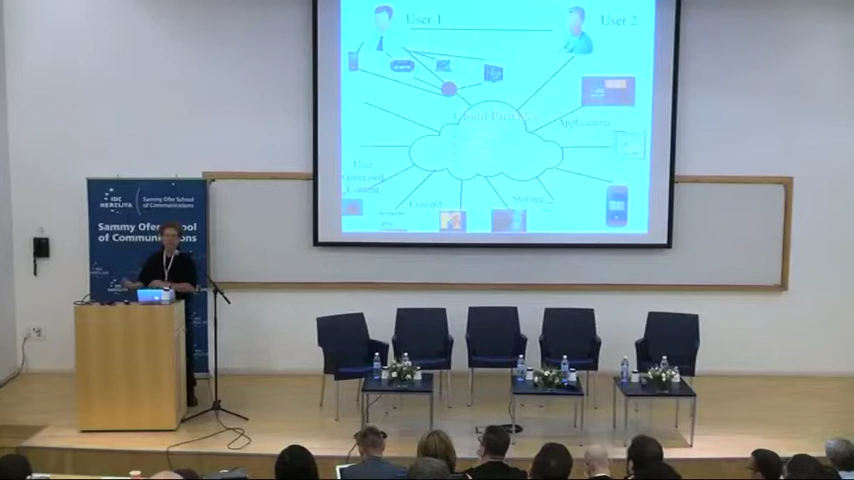 User 1
User 2
Cloud Provider
Applications
User
Generated
Content
Content
Storage
IDC
HERZLIYA
Sammy Ofer School
of Communications
Sammy Ofer School
of Communications